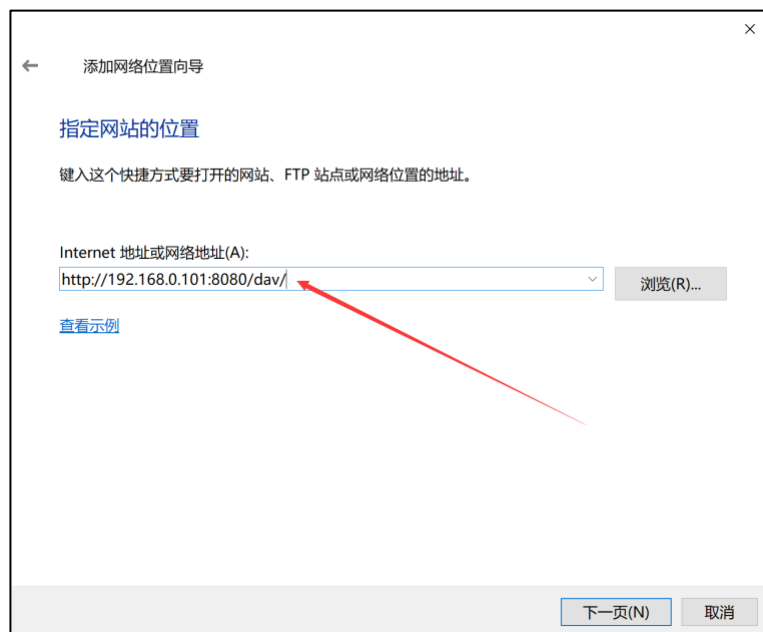 添加网络位置向导
指定网站的位置
键入这个快捷方式要打开的网站、FTP 站点或网络位置的地址。
Internet 地址或网络地址(A):
http://192.168.0.101:8080/dav/
浏览(R)...
查看示例
下一页(N)
取消